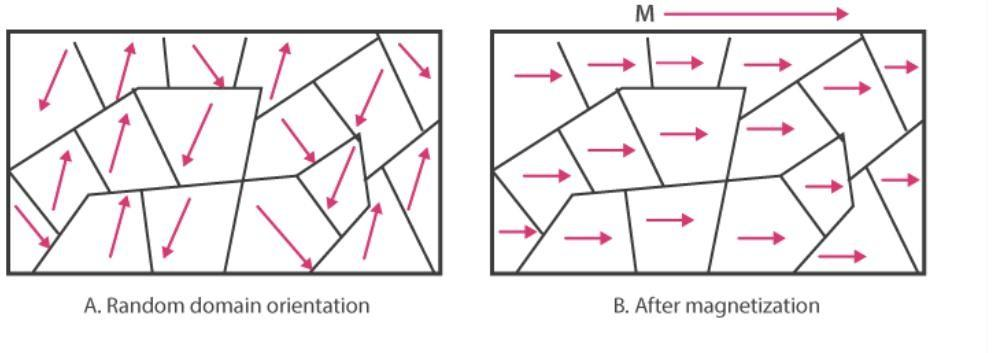 M
A. Random domain orientation
B. After magnetization